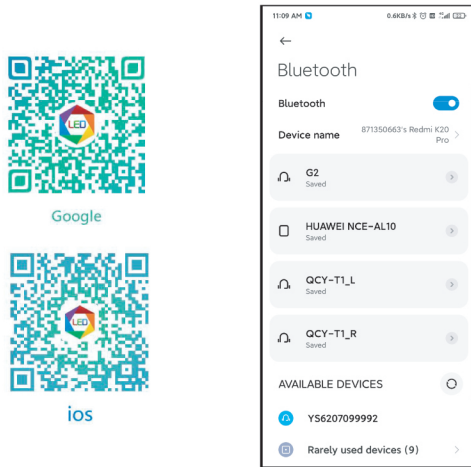 LED
Google
LED
ios
11:09 AM 0.6KB/s
Bluetooth
Bluetooth
Device name 871350663's Redmi K20
Pro
G2
Saved
HUAWEI NCE-AL10
Saved
QCY-T1_L
Saved
QCY-T1_R
Saved
AVAILABLE DEVICES
YS6207099992
Rarely used devices (9)